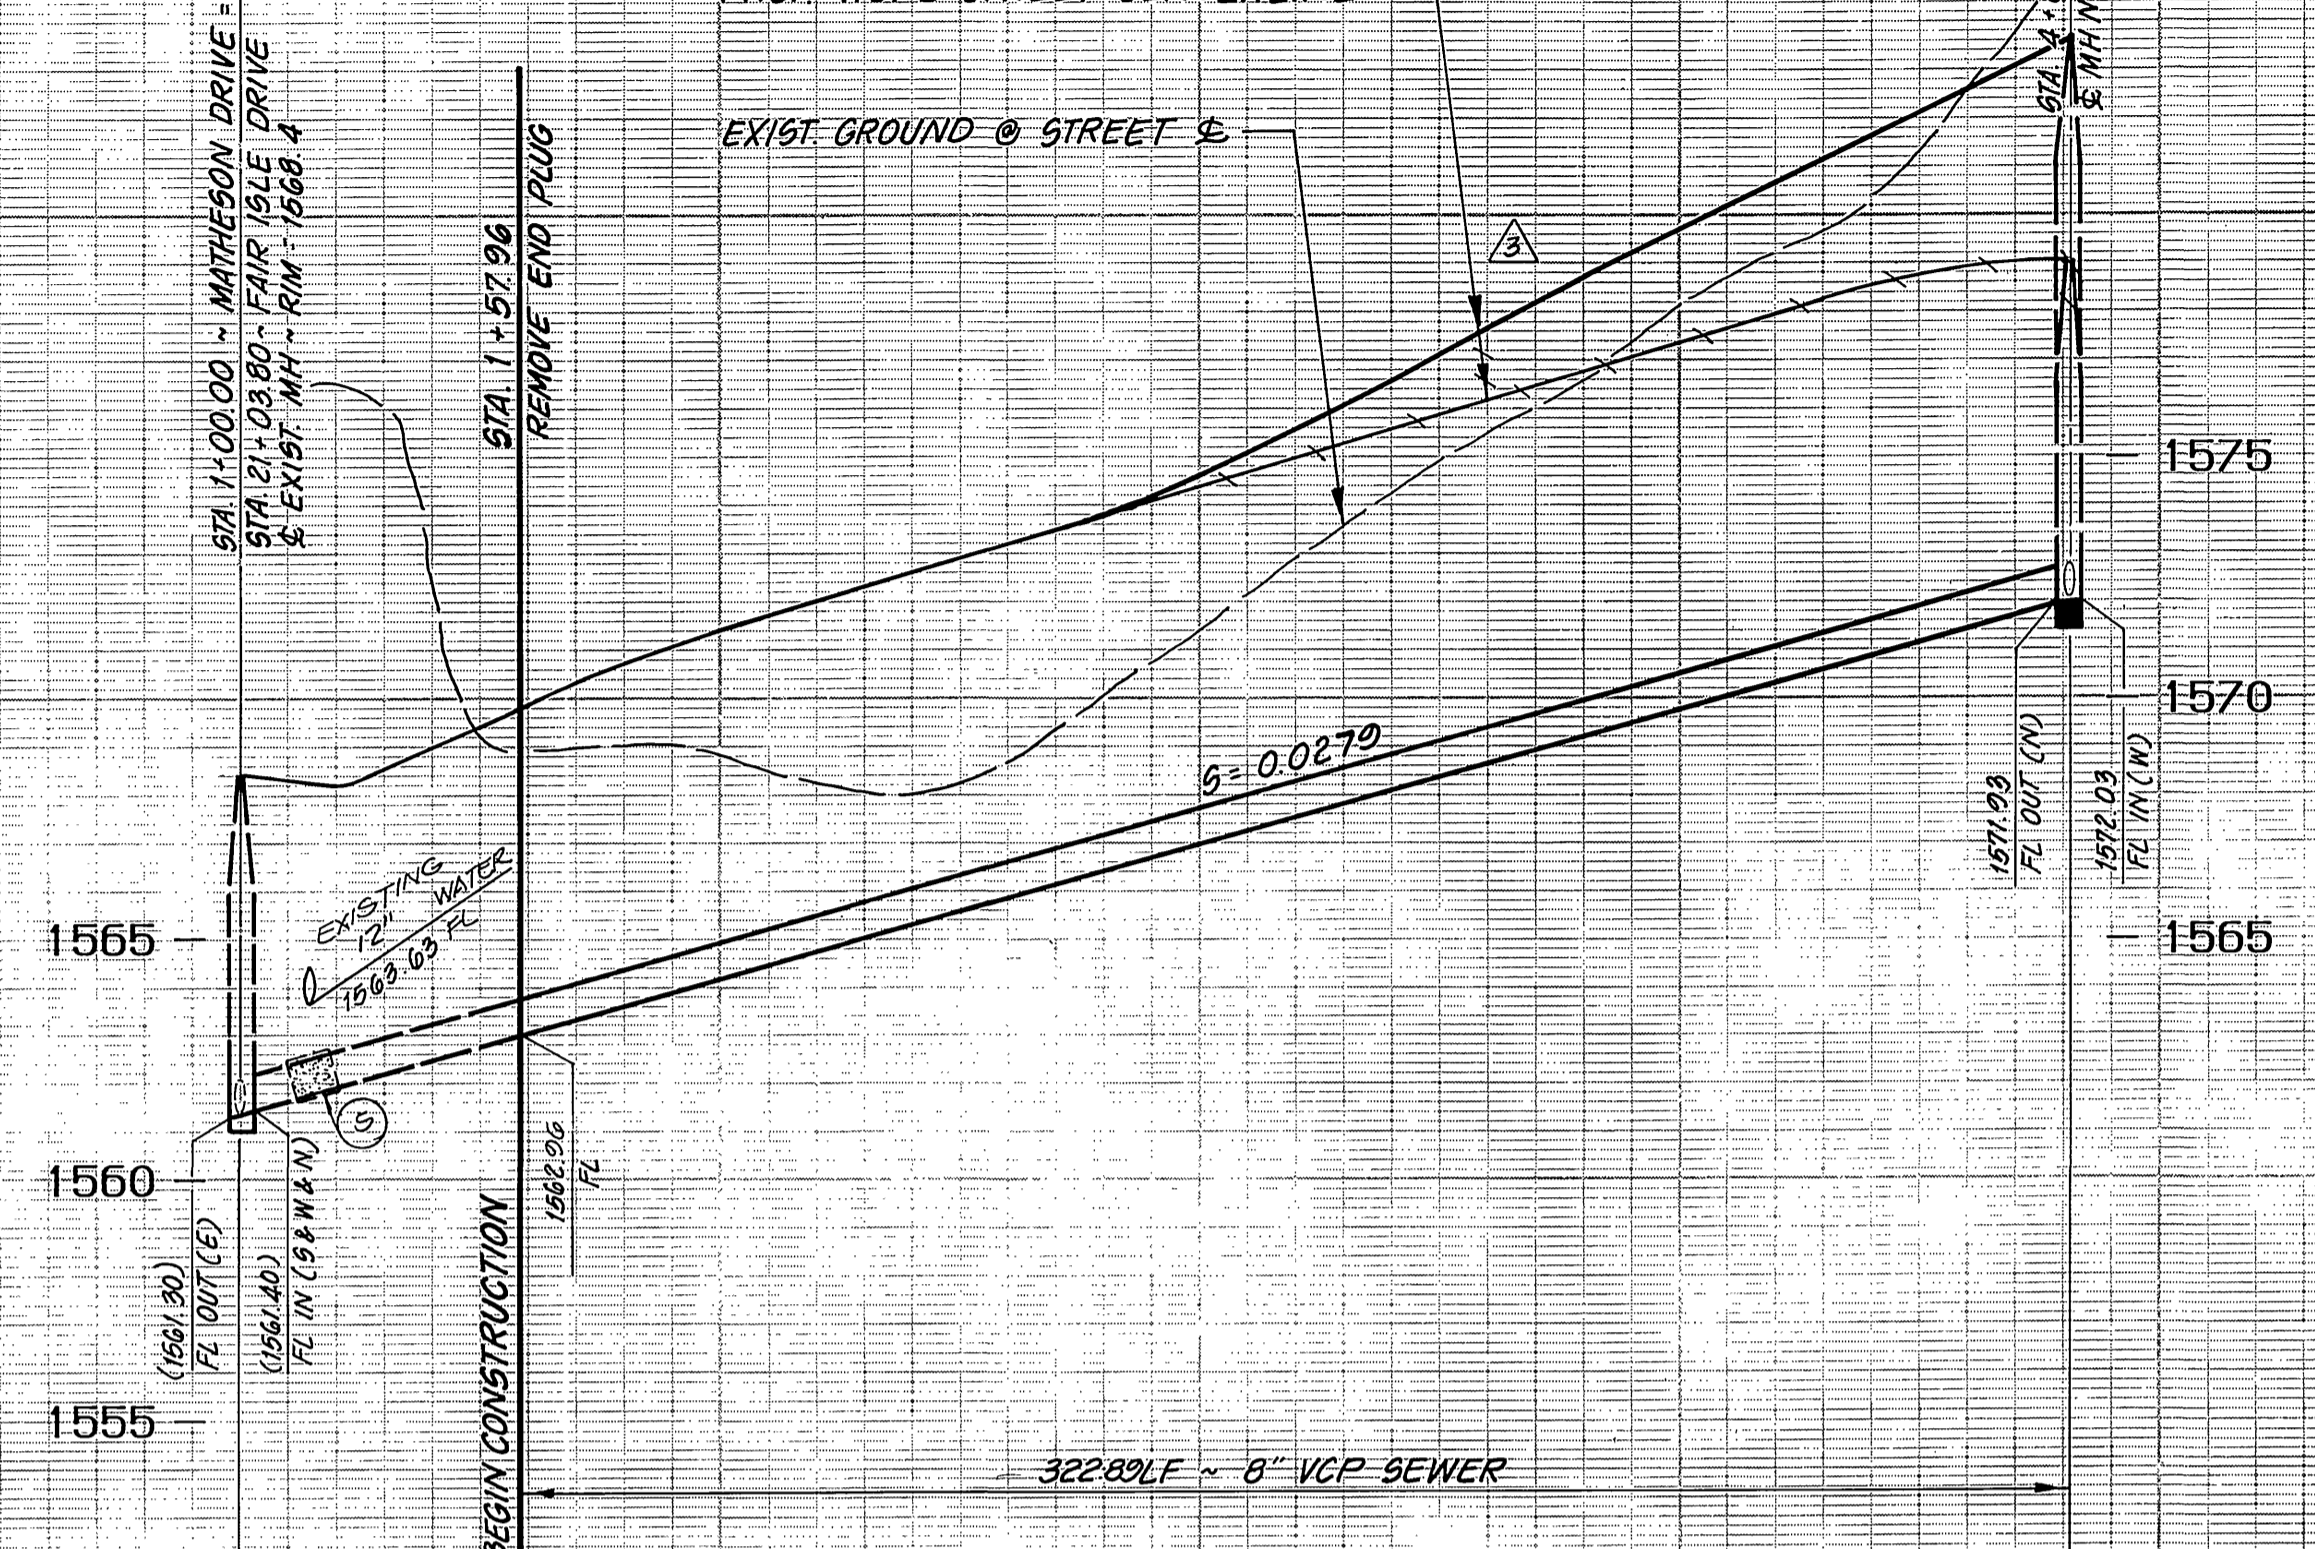 STA. 1+00.00 ~ MATHESON DRIVE =
STA. 21+03.80 ~ FAIR ISLE DRIVE
℄ EXIST. MH ~ RIM = 1568.4
STA. 1+57.96
REMOVE END PLUG
EXIST. GROUND @ STREET ℄
3
STA. 4+
℄ MH N
1575
1570
1565
S = 0.0279
1571.93
FL OUT (N)
1572.03
FL IN (W)
EXISTING
12" WATER
1563.63 FL
1565
1560
1555
S
1562.96
FL
(1561.30)
FL OUT (E)
(1561.40)
FL IN (S & W & N)
BEGIN CONSTRUCTION
322.89LF ~ 8" VCP SEWER